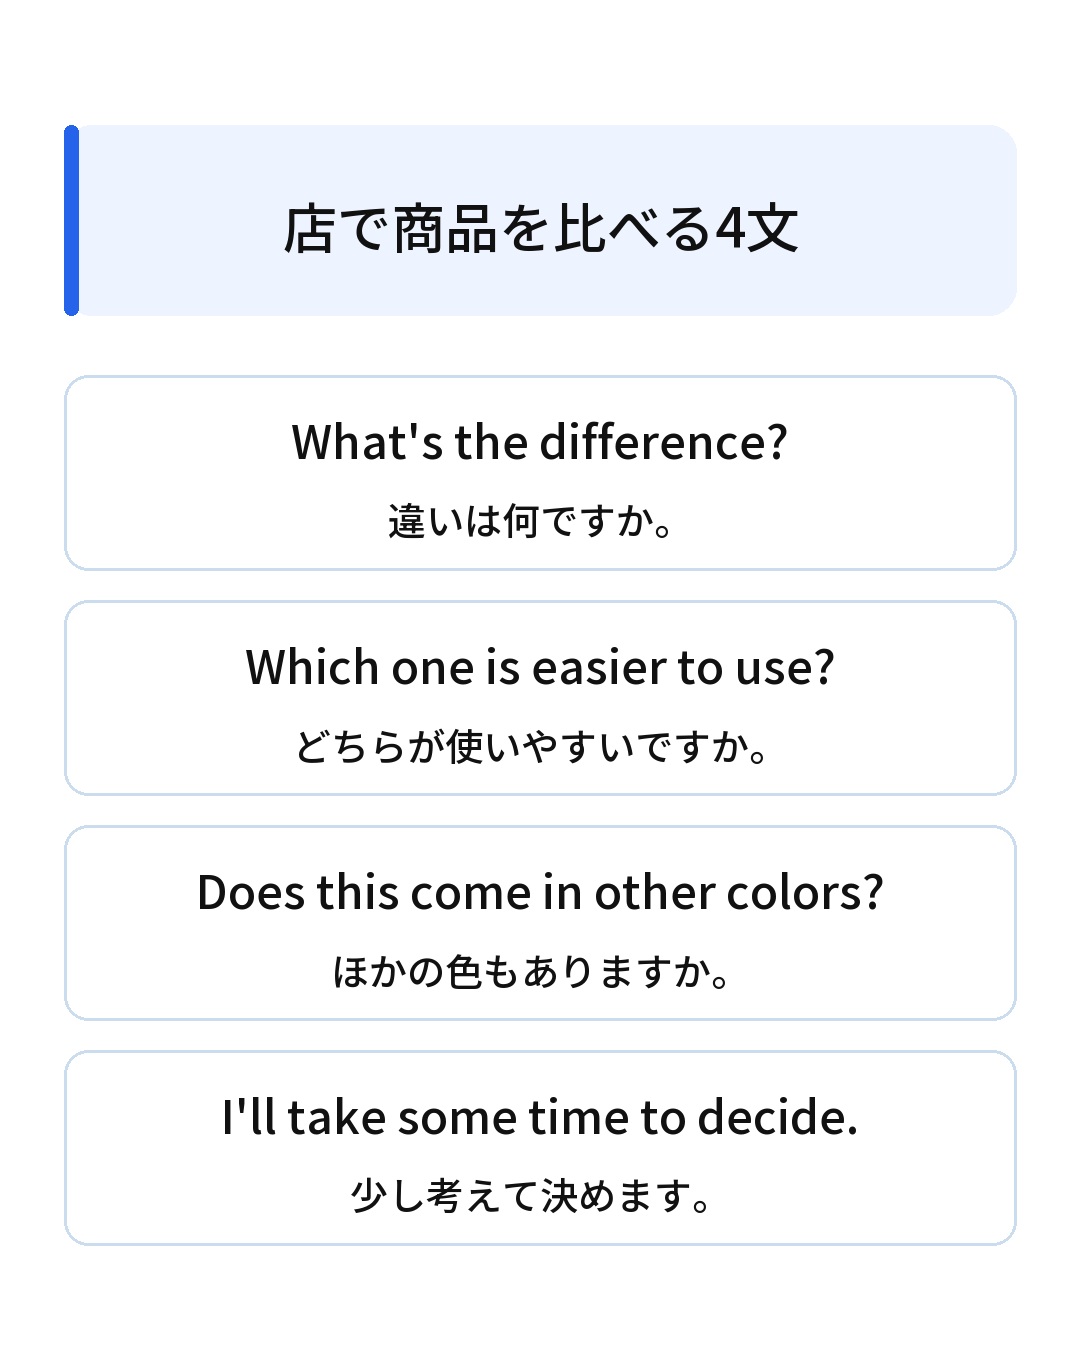 店で商品を比べる4文
What's the difference?
違いは何ですか。
Which one is easier to use?
どちらが使いやすいですか。
Does this come in other colors?
ほかの色もありますか。
I'll take some time to decide.
少し考えて決めます。